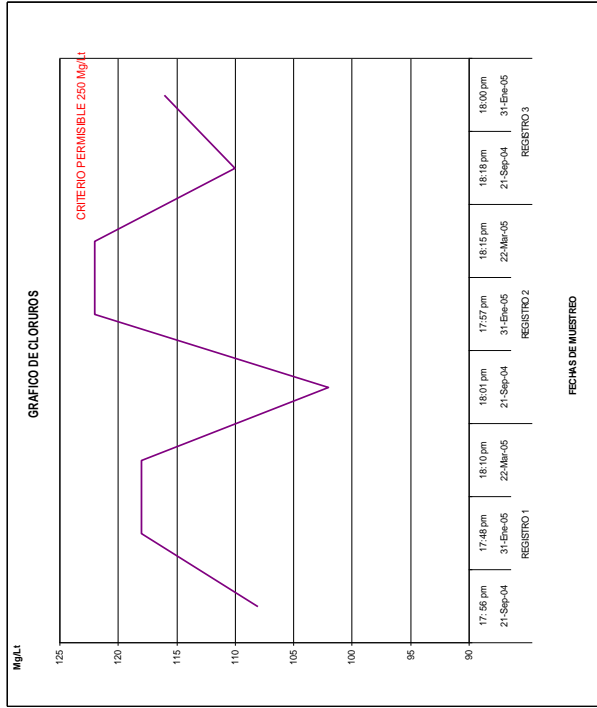 GRAFICO DE CLORUROS
Mg/Lt
CRITERIO PERMISIBLE 250 Mg/Lt
125
120
115
110
105
100
95
90
17:56 pm 17:48 pm 18:10 pm 18:01 pm 17:57 pm 18:15 pm 18:18 pm 18:00 pm
21-Sep-04 31-Ene-05 22-Mar-05 21-Sep-04 31-Ene-05 22-Mar-05 21-Sep-04 31-Ene-05
REGISTRO 1 REGISTRO 2 REGISTRO 3
FECHAS DE MUESTREO